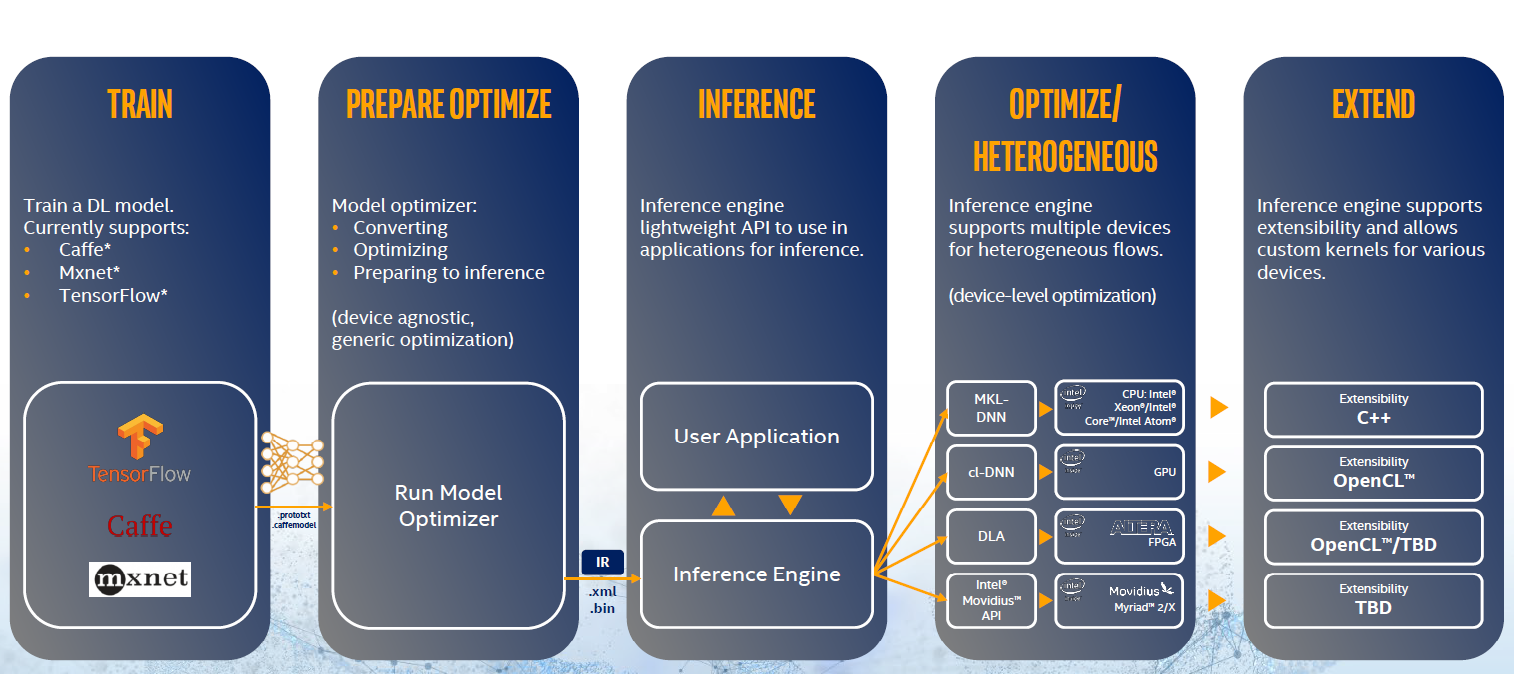 TRAIN
Train a DL model.
Currently supports:
• Caffe*
• Mxnet*
• TensorFlow*
TensorFlow
Caffe
mxnet
.prototxt
.caffemodel
PREPARE OPTIMIZE
Model optimizer:
• Converting
• Optimizing
• Preparing to inference
(device agnostic,
generic optimization)
Run Model
Optimizer
IR
.xml
.bin
INFERENCE
Inference engine
lightweight API to use in
applications for inference.
User Application
Inference Engine
OPTIMIZE/
HETEROGENEOUS
Inference engine
supports multiple devices
for heterogeneous flows.
(device-level optimization)
MKL-
DNN
intel
CPU: Intel®
Xeon®/Intel®
Core™/Intel Atom®
cl-DNN
intel
GPU
DLA
intel
ALTERA
FPGA
Intel®
Movidius™
API
intel
Movidius
Myriad™ 2/X
EXTEND
Inference engine supports
extensibility and allows
custom kernels for various
devices.
Extensibility
C++
Extensibility
OpenCL™
Extensibility
OpenCL™/TBD
Extensibility
TBD